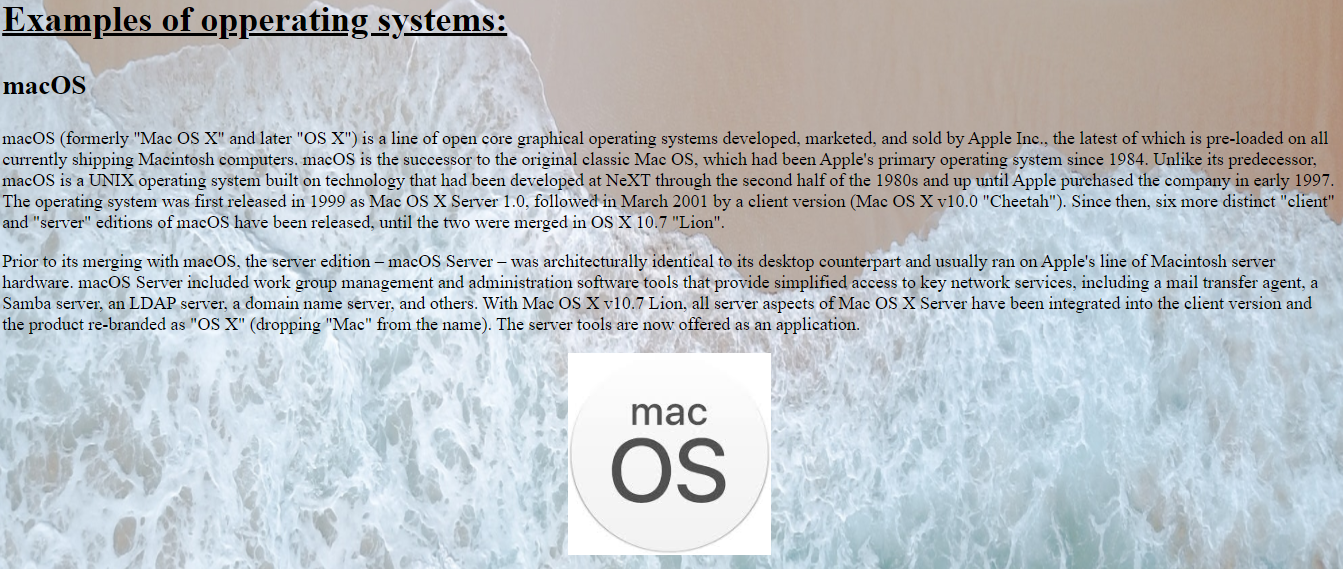 Examples of opperating systems:
macOS
macOS (formerly "Mac OS X" and later "OS X") is a line of open core graphical operating systems developed, marketed, and sold by Apple Inc., the latest of which is pre-loaded on all
currently shipping Macintosh computers. macOS is the successor to the original classic Mac OS, which had been Apple's primary operating system since 1984. Unlike its predecessor,
macOS is a UNIX operating system built on technology that had been developed at NeXT through the second half of the 1980s and up until Apple purchased the company in early 1997.
The operating system was first released in 1999 as Mac OS X Server 1.0, followed in March 2001 by a client version (Mac OS X v10.0 "Cheetah"). Since then, six more distinct "client"
and "server" editions of macOS have been released, until the two were merged in OS X 10.7 "Lion".
Prior to its merging with macOS, the server edition – macOS Server – was architecturally identical to its desktop counterpart and usually ran on Apple's line of Macintosh server
hardware. macOS Server included work group management and administration software tools that provide simplified access to key network services, including a mail transfer agent, a
Samba server, an LDAP server, a domain name server, and others. With Mac OS X v10.7 Lion, all server aspects of Mac OS X Server have been integrated into the client version and
the product re-branded as "OS X" (dropping "Mac" from the name). The server tools are now offered as an application.
mac
OS